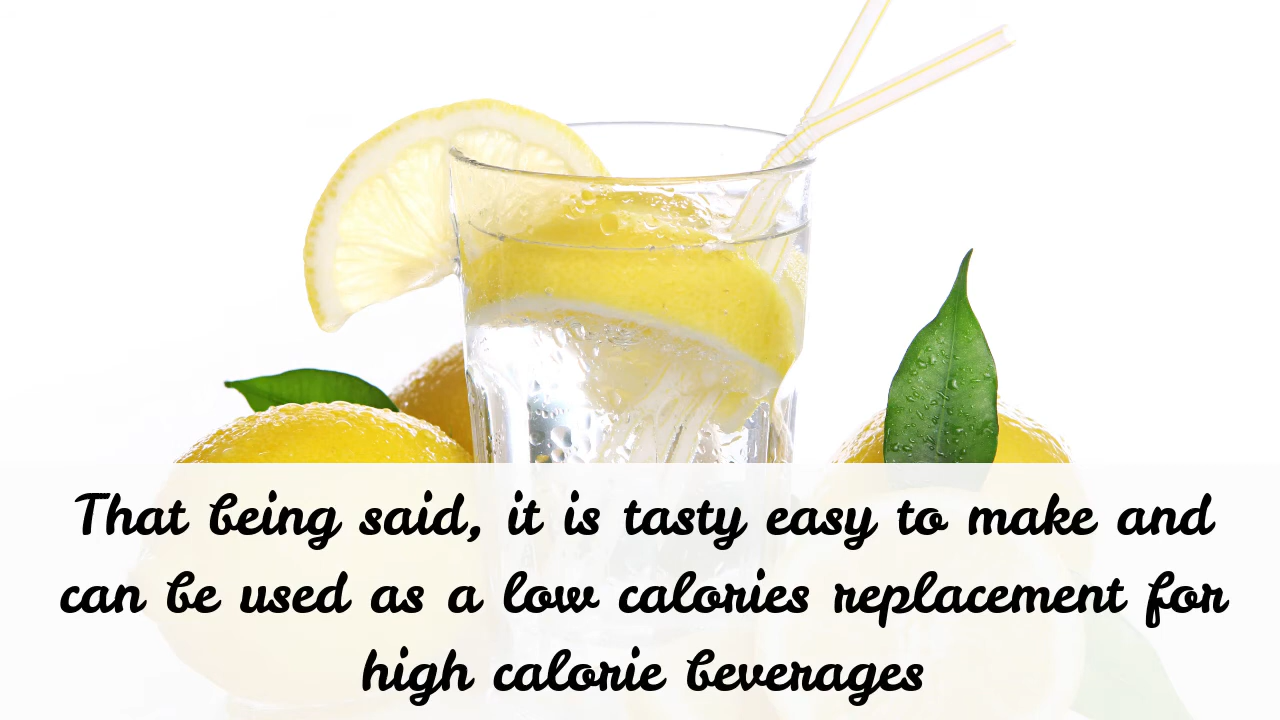 That being said, it is tasty easy to make and
can be used as a low calories replacement for
high calorie beverages